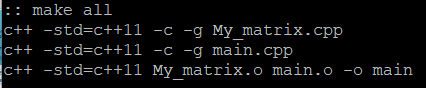 :: make all
c++ -std=c++11 -c -g My_matrix.cpp
c++ -std=c++11 -c -g main.cpp
c++ -std=c++11 My_matrix.o main.o -o main